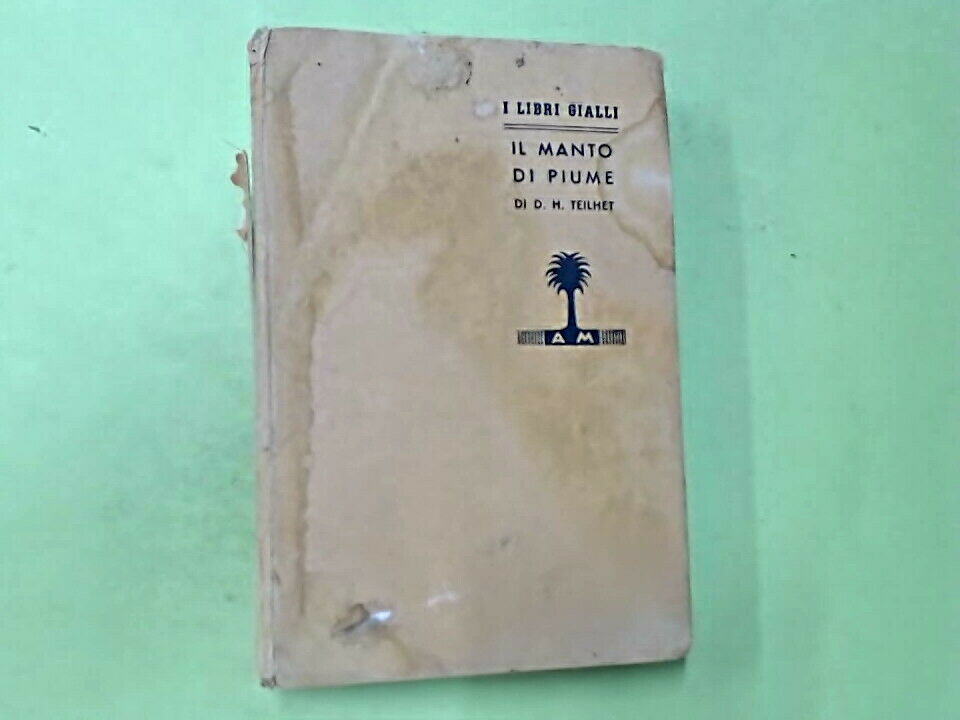 I LIBRI GIALLI
IL MANTO
DI PIUME
DI D. H. TEILHET
A M